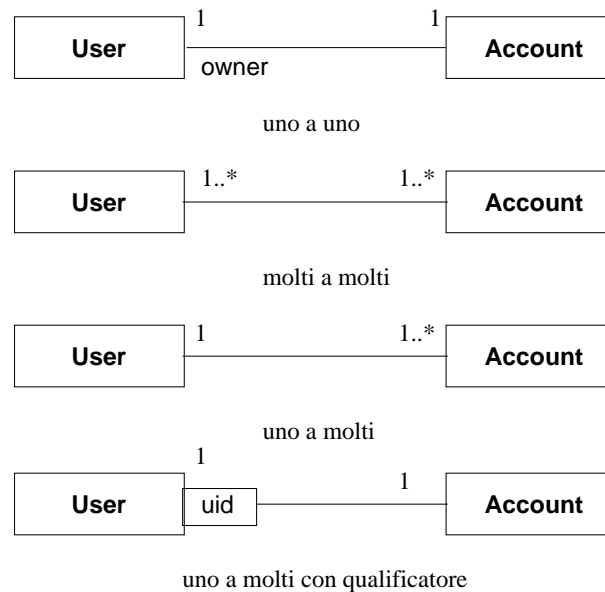 1 1
User Account
owner
uno a uno
1..* 1..*
User Account
molti a molti
1 1..*
User Account
uno a molti
1
1
User uid Account
uno a molti con qualificatore